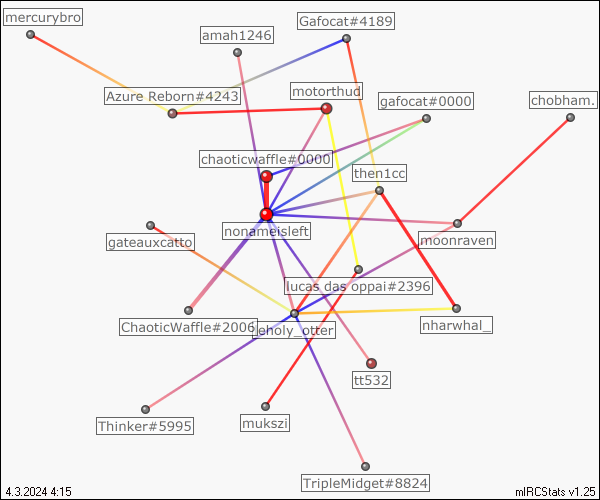 mercurybro
Gafocat#4189
amah1246
Azure Reborn#4243
motorthud
gafocat#0000
chobham.
chaoticwaffle#0000
then1cc
nonameisleft
gateauxcatto
moonraven
lucas das oppai#2396
ChaoticWaffle#2006
eholy_otter
nharwhal_
tt532
Thinker#5995
mukszi
TripleMidget#8824
4.3.2024 4:15
mIRCStats v1.25